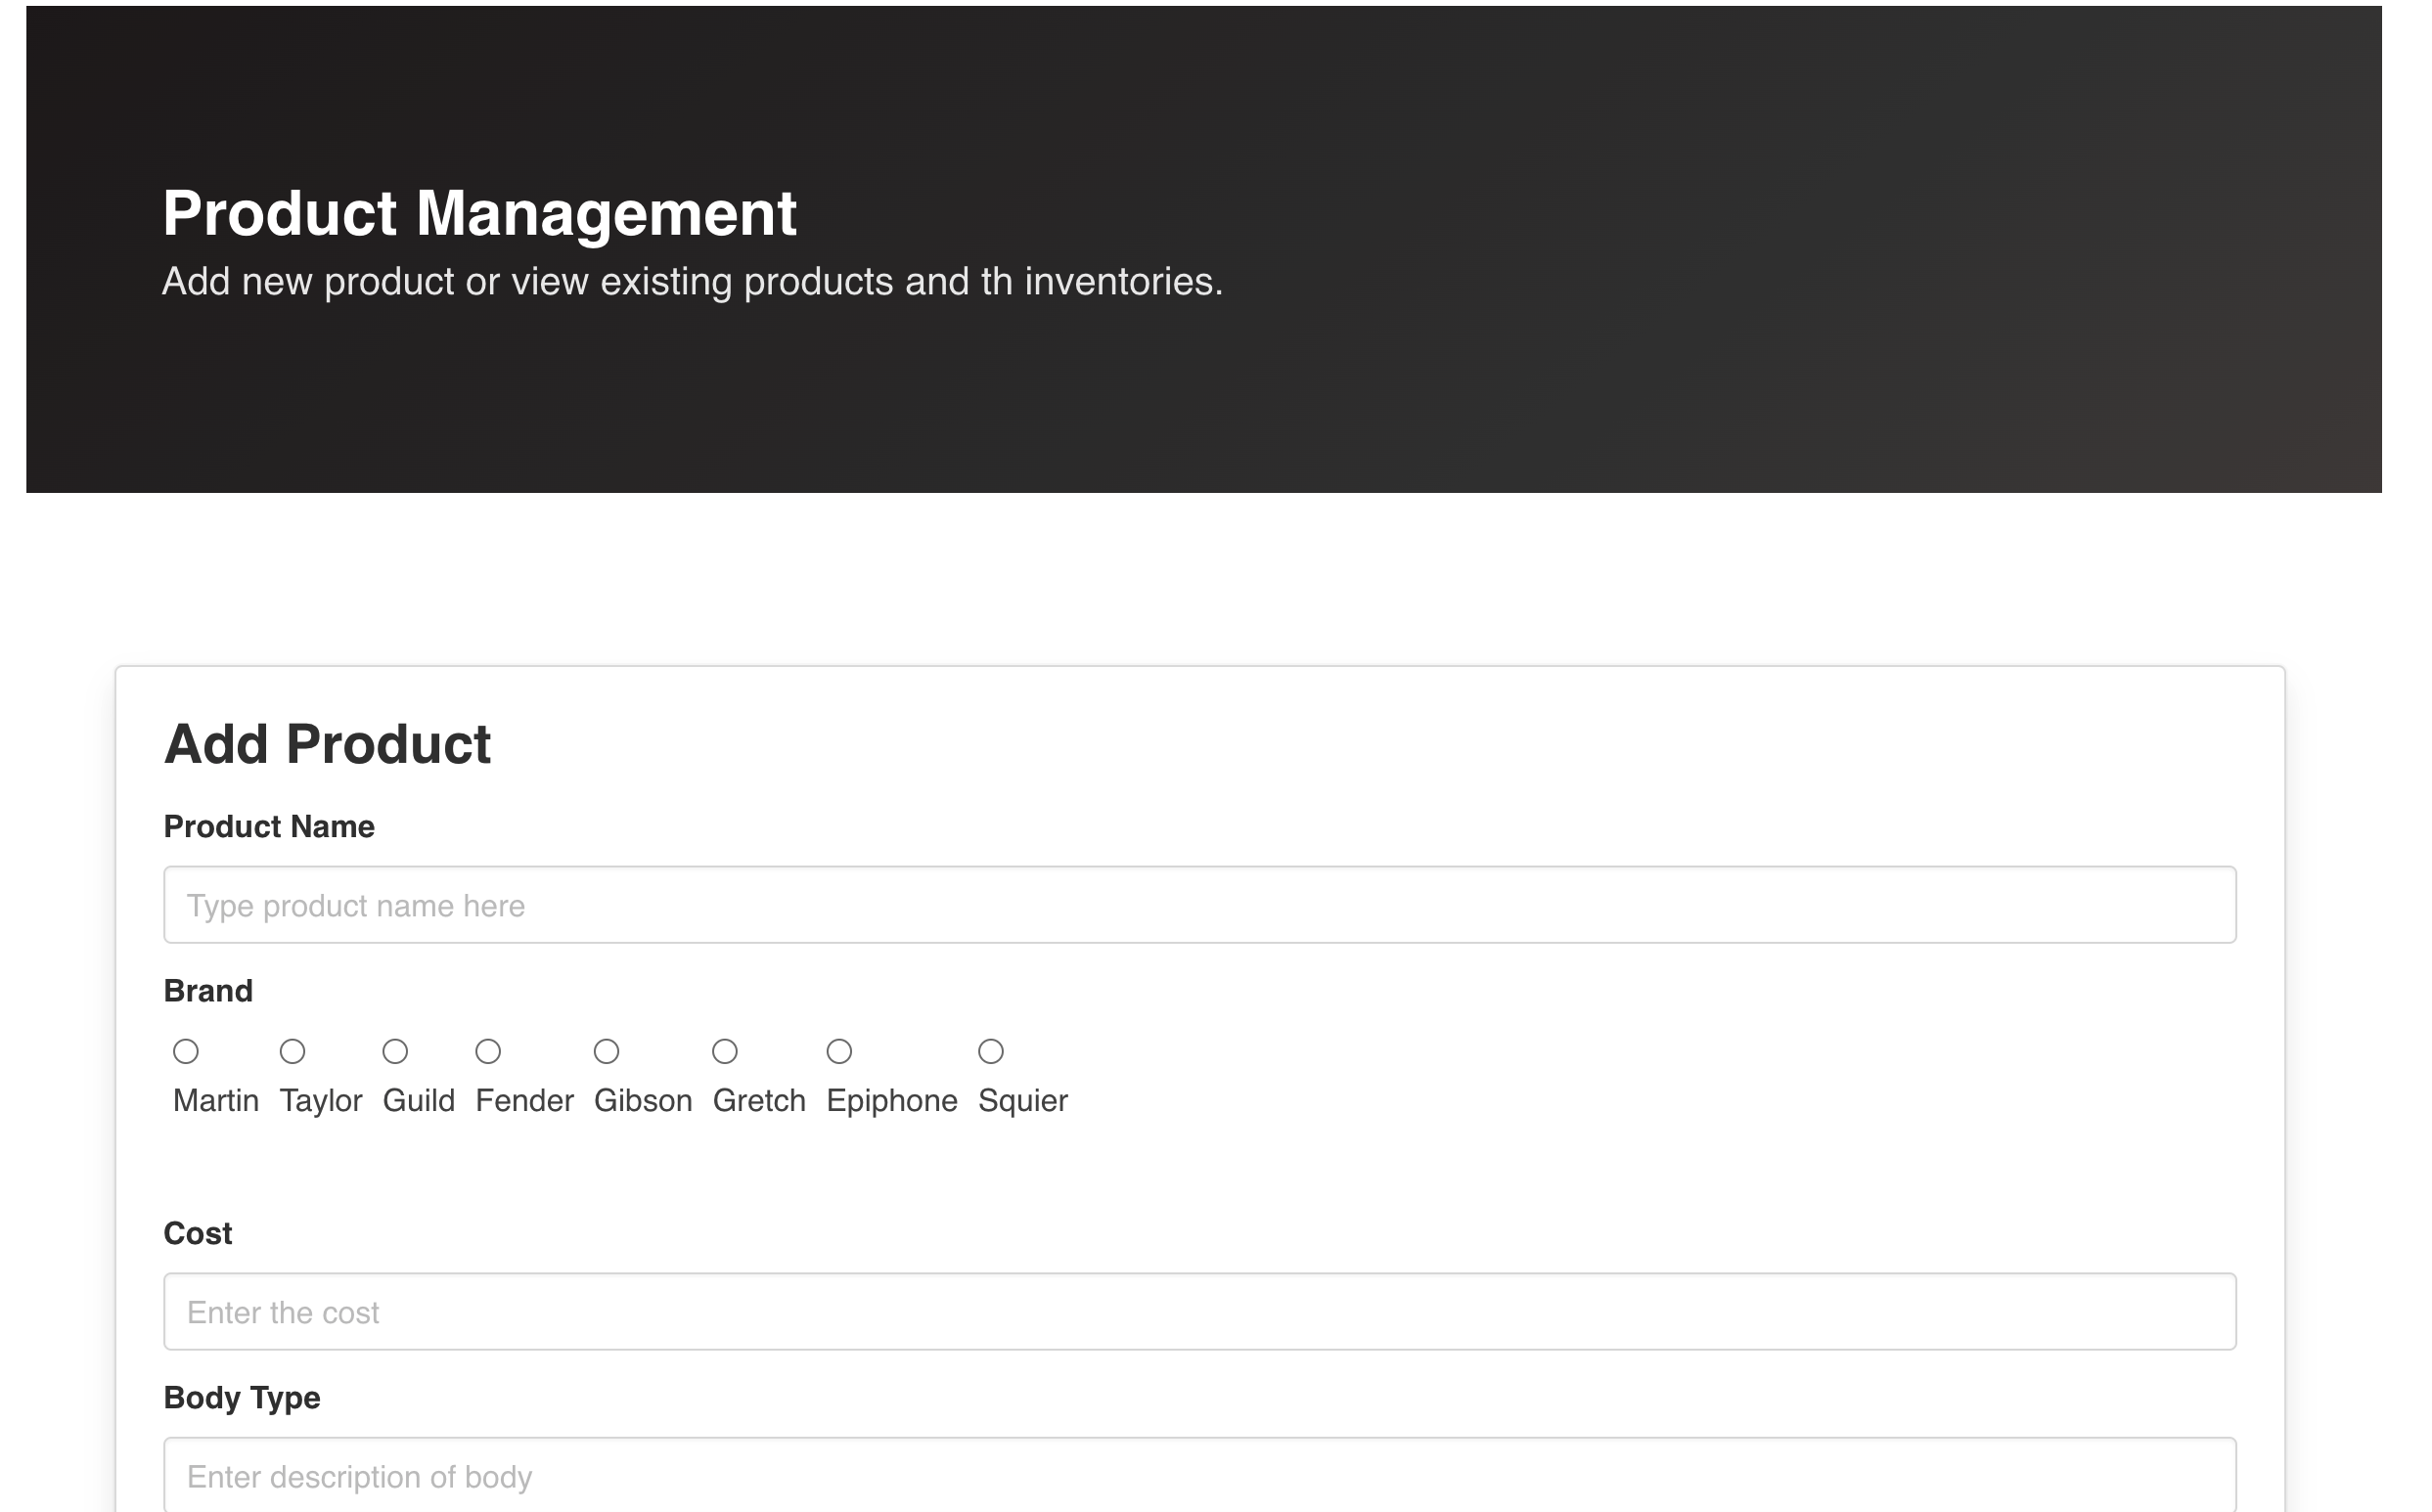 Product Management
Add new product or view existing products and th inventories.
Add Product
Product Name
Type product name here
Brand
Martin Taylor Guild Fender Gibson Gretch Epiphone Squier
Cost
Enter the cost
Body Type
Enter description of body